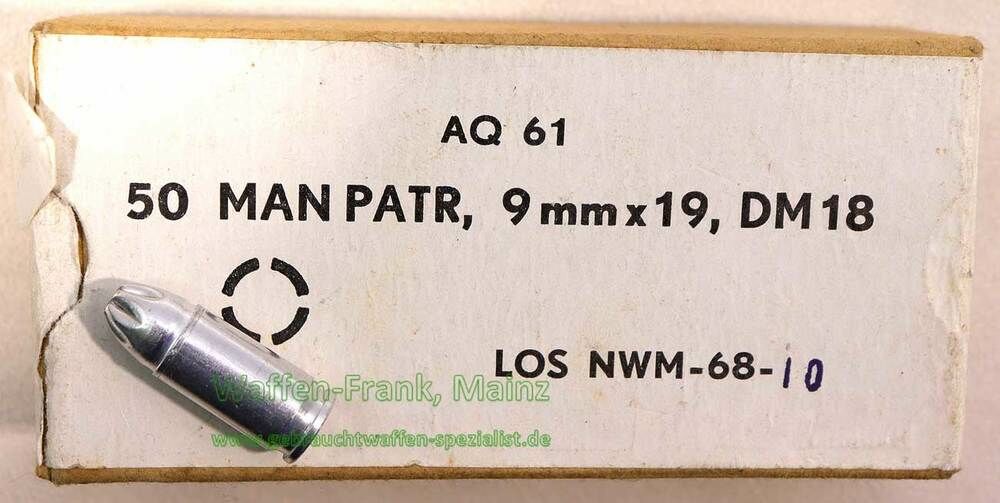 AQ 61
50 MAN PATR, 9 mm x 19, DM 18
LOS NWM-68-10
Waffen-Frank, Mainz
www.gebrauchtwaffen-spezialist.de